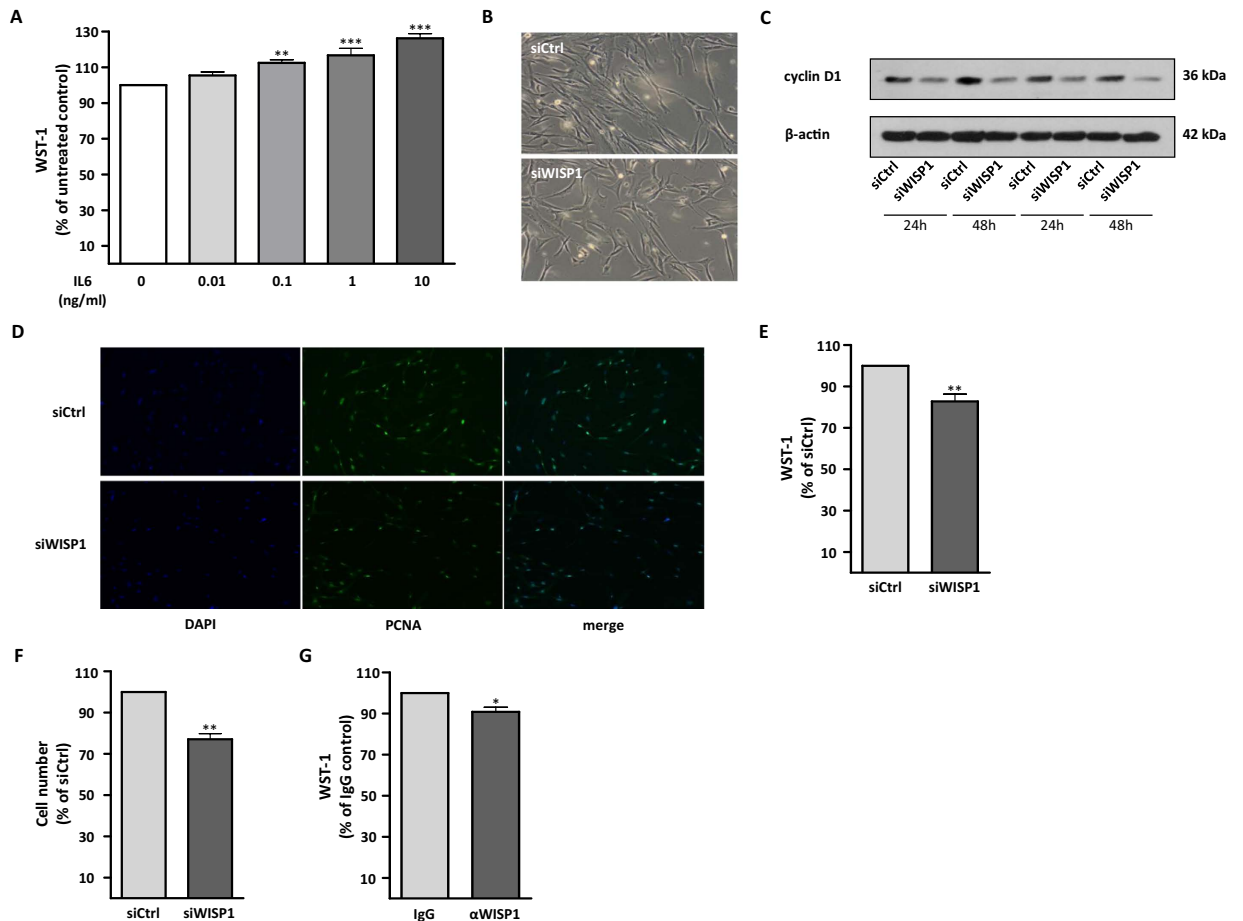 A
130
110
90
70
50
30
10
WST-1
(% of untreated control)
**
***
***
IL6
(ng/ml)
0
0.01
0.1
1
10
B
siCtrl
siWISP1
C
cyclin D1
36 kDa
β-actin
42 kDa
siCtrl
siWISP1
siCtrl
siWISP1
siCtrl
siWISP1
siCtrl
siWISP1
24h
48h
24h
48h
D
siCtrl
siWISP1
DAPI
PCNA
merge
E
110
90
70
50
30
10
WST-1
(% of siCtrl)
**
siCtrl
siWISP1
F
110
90
70
50
30
10
Cell number
(% of siCtrl)
**
siCtrl
siWISP1
G
110
90
70
50
30
10
WST-1
(% of IgG control)
*
IgG
αWISP1